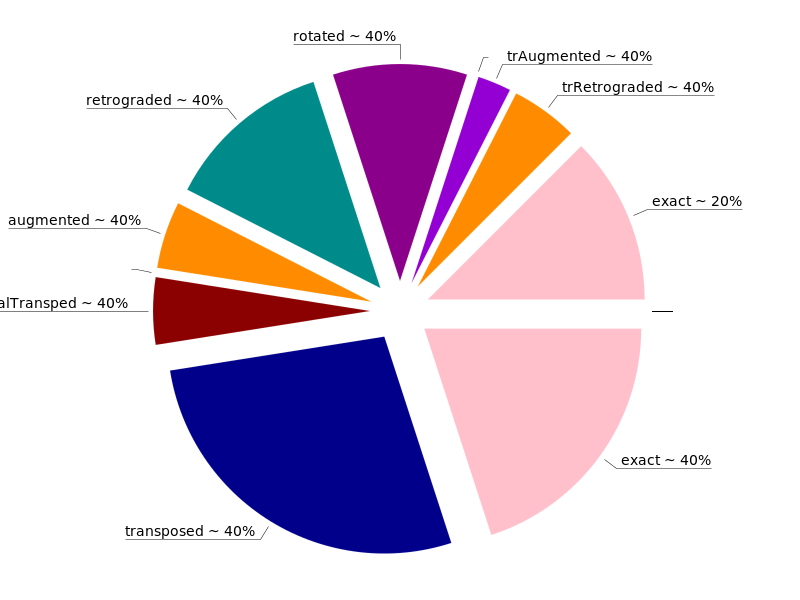 rotated ~ 40%
trAugmented ~ 40%
trRetrograded ~ 40%
retrograded ~ 40%
exact ~ 20%
augmented ~ 40%
alTransped ~ 40%
exact ~ 40%
transposed ~ 40%